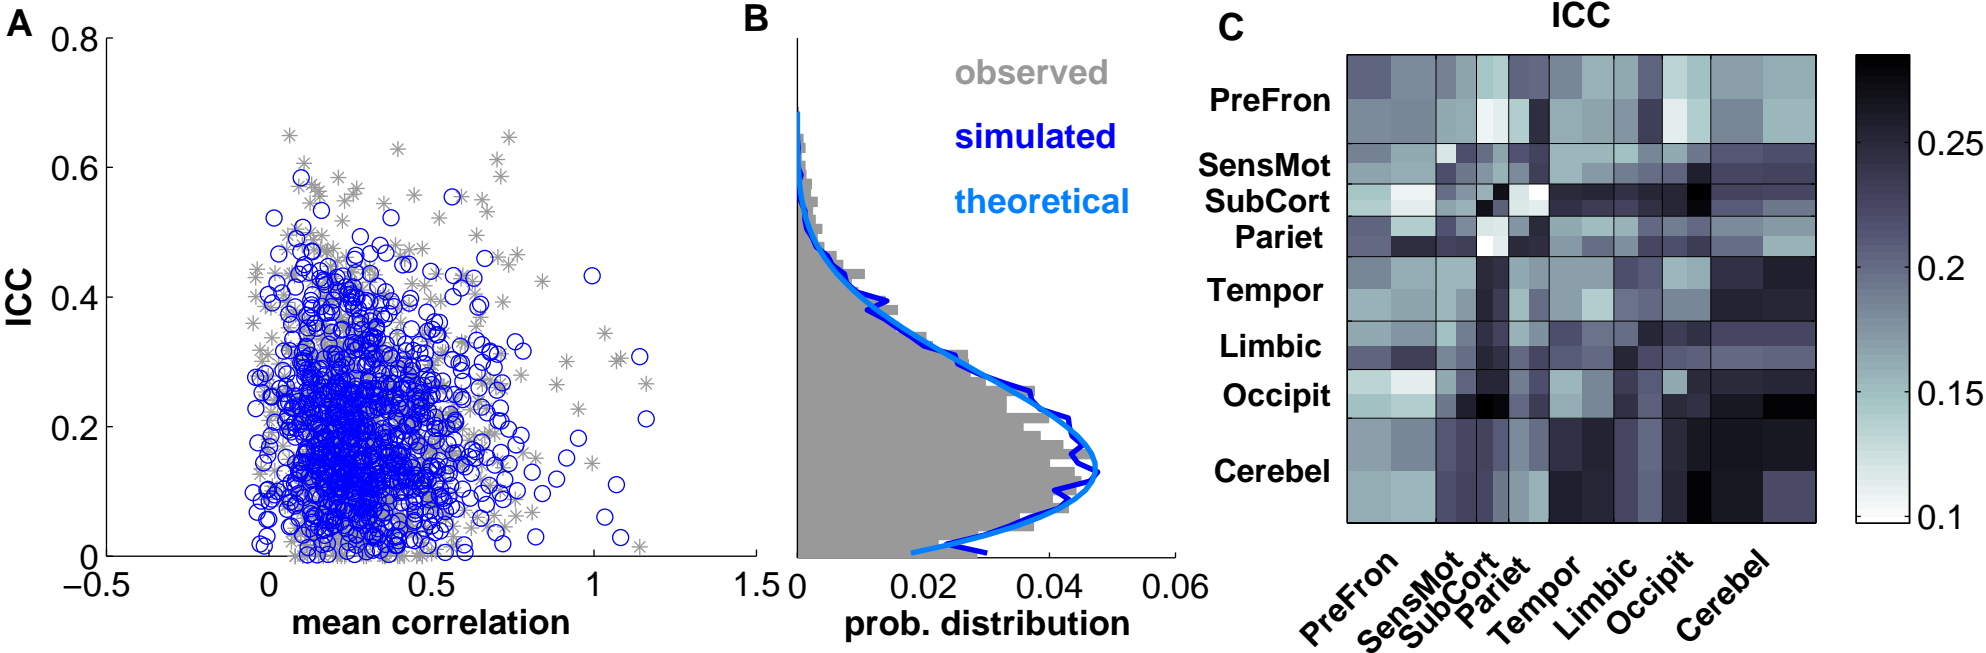 A
0.8
0.6
0.4
0.2
0
ICC
−0.5
0
0.5
1
1.5
mean correlation
B
observed
simulated
theoretical
0
0.02
0.04
0.06
prob. distribution
C
ICC
PreFron
SensMot
SubCort
Pariet
Tempor
Limbic
Occipit
Cerebel
PreFron
SensMot
SubCort
Pariet
Tempor
Limbic
Occipit
Cerebel
0.25
0.2
0.15
0.1